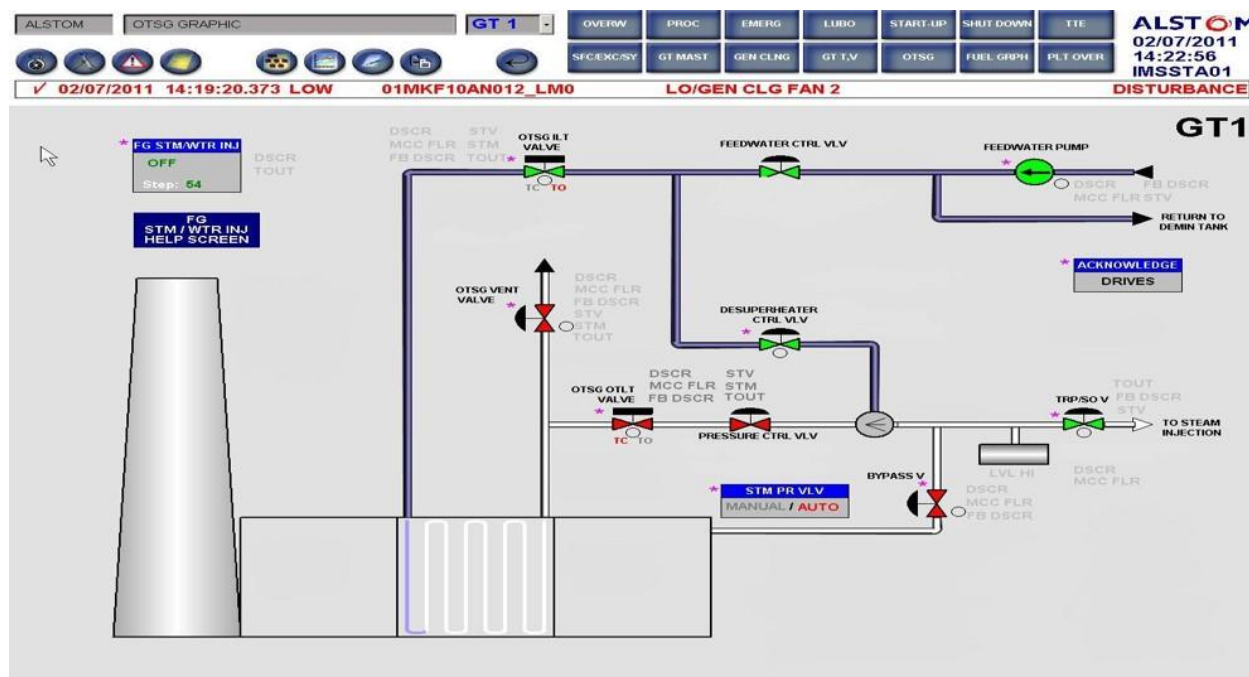 ALSTOM OTSG GRAPHIC GT 1
OVERW PROC EMERG LUBO START-UP SHUT DOWN TTE
SFC/EXC/SY GT MAST GEN CLNG GT T,V OTSG FUEL GRPH PLT OVER
ALSTOM
02/07/2011
14:22:56
IMSSTA01
02/07/2011 14:19:20.373 LOW 01MKF10AN012_LM0 LO/GEN CLG FAN 2 DISTURBANCE
GT1
FG STM/WTR INJ
OFF
Step: 54
DSCR
TOUT
FG
STM / WTR INJ
HELP SCREEN
DSCR STV
MCC FLR STM
FB DSCR TOUT
OTSG ILT
VALVE
TC TO
FEEDWATER CTRL VLV
FEEDWATER PUMP
DSCR FB DSCR
MCC FLR STV
RETURN TO
DEMIN TANK
ACKNOWLEDGE
DRIVES
OTSG VENT
VALVE
DSCR
MCC FLR
FB DSCR
STV
STM
TOUT
DESUPERHEATER
CTRL VLV
OTSG OTLT
VALVE
TC TO
DSCR STV
MCC FLR STM
FB DSCR TOUT
PRESSURE CTRL VLV
TOUT
FB DSCR
STV
TRP/SO V
TO STEAM
INJECTION
LVL HI
DSCR
MCC FLR
BYPASS V
DSCR
MCC FLR
FB DSCR
STM PR VLV
MANUAL / AUTO